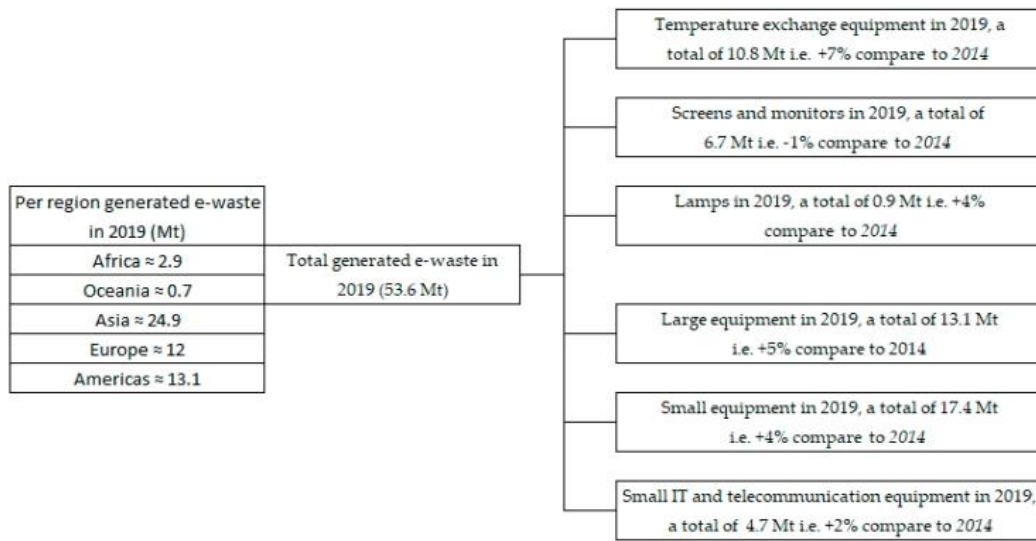 Per region generated e-waste
in 2019 (Mt)
Africa ≈ 2.9
Oceania ≈ 0.7
Asia ≈ 24.9
Europe ≈ 12
Americas ≈ 13.1
Total generated e-waste in
2019 (53.6 Mt)
Temperature exchange equipment in 2019, a
total of 10.8 Mt i.e. +7% compare to 2014
Screens and monitors in 2019, a total of
6.7 Mt i.e. -1% compare to 2014
Lamps in 2019, a total of 0.9 Mt i.e. +4%
compare to 2014
Large equipment in 2019, a total of 13.1 Mt
i.e. +5% compare to 2014
Small equipment in 2019, a total of 17.4 Mt
i.e. +4% compare to 2014
Small IT and telecommunication equipment in 2019,
a total of 4.7 Mt i.e. +2% compare to 2014